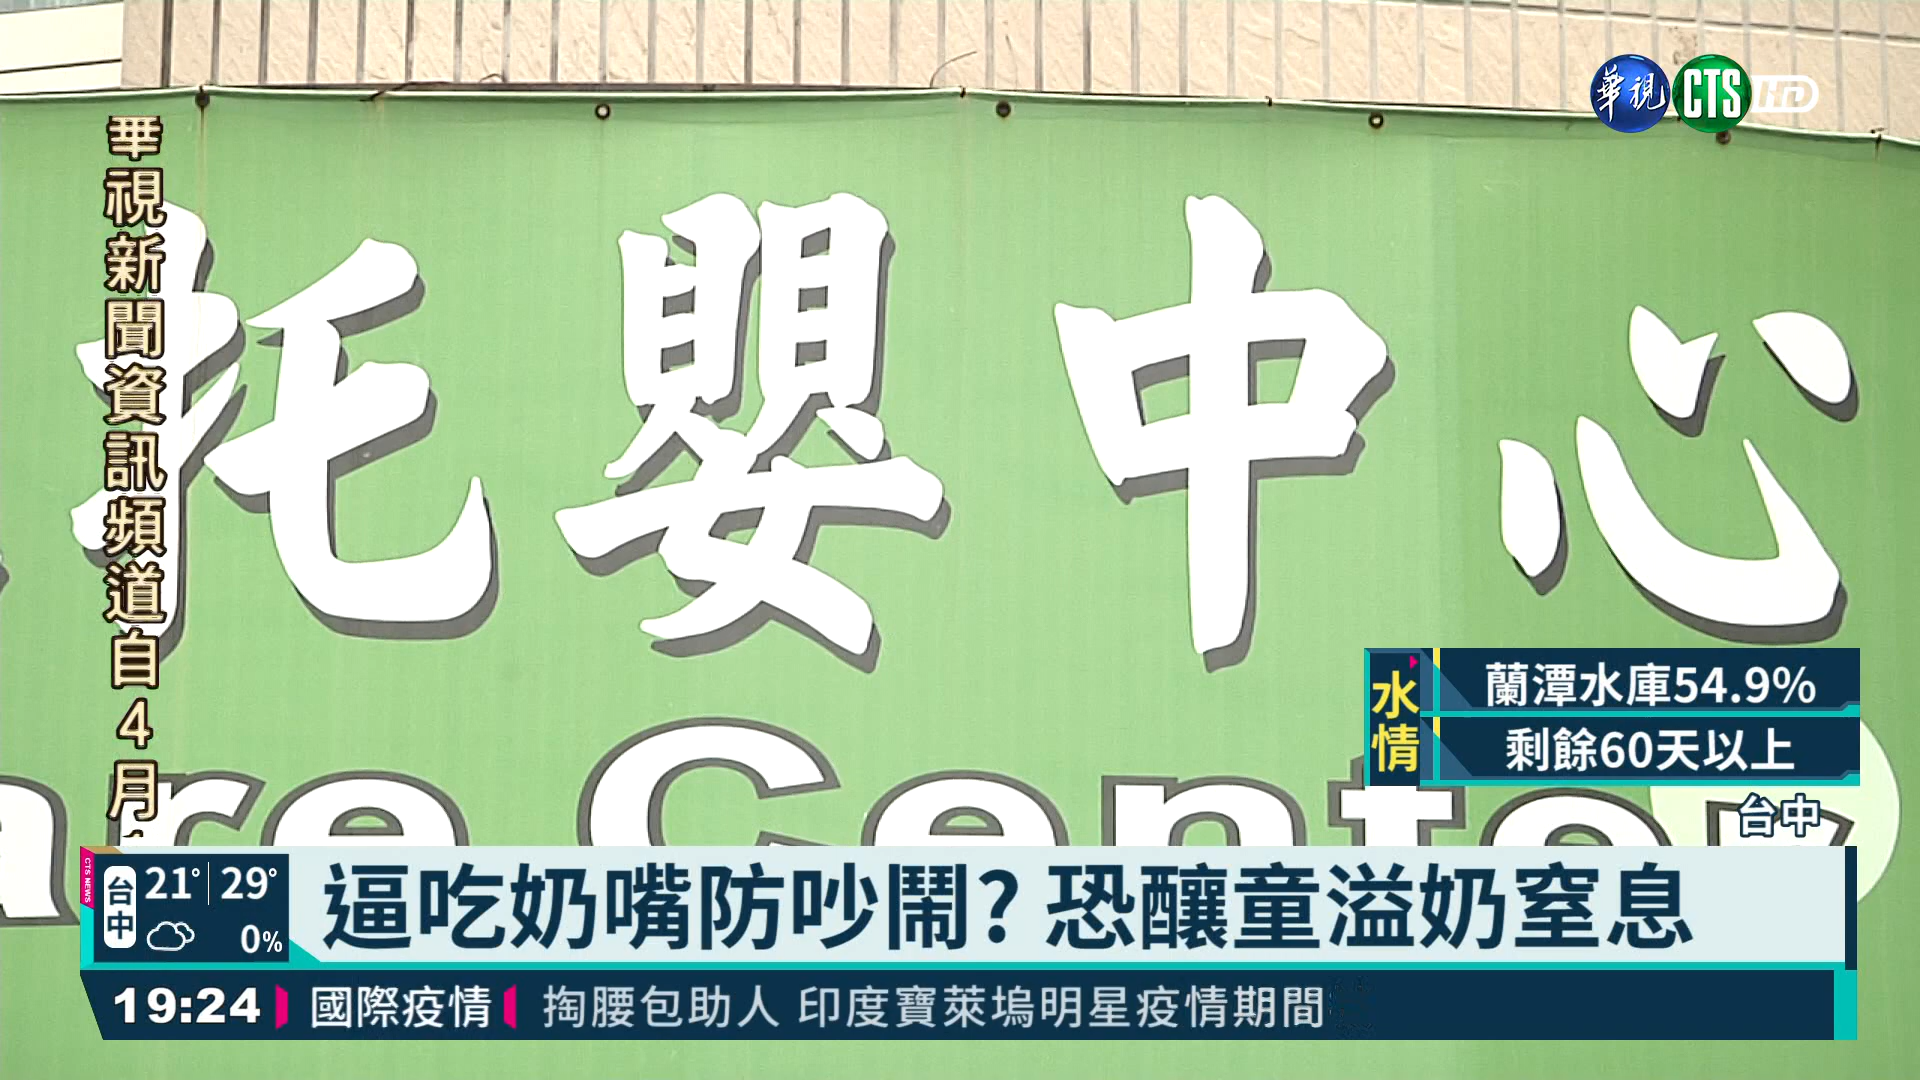 華視 CTS HD
華視新聞資訊頻道自4月
托嬰中心
are Center
水情
蘭潭水庫54.9%
剩餘60天以上
台中
CTS NEWS
台中
21° 29°
0%
逼吃奶嘴防吵鬧? 恐釀童溢奶窒息
19:24
國際疫情
掏腰包助人 印度寶萊塢明星疫情期間